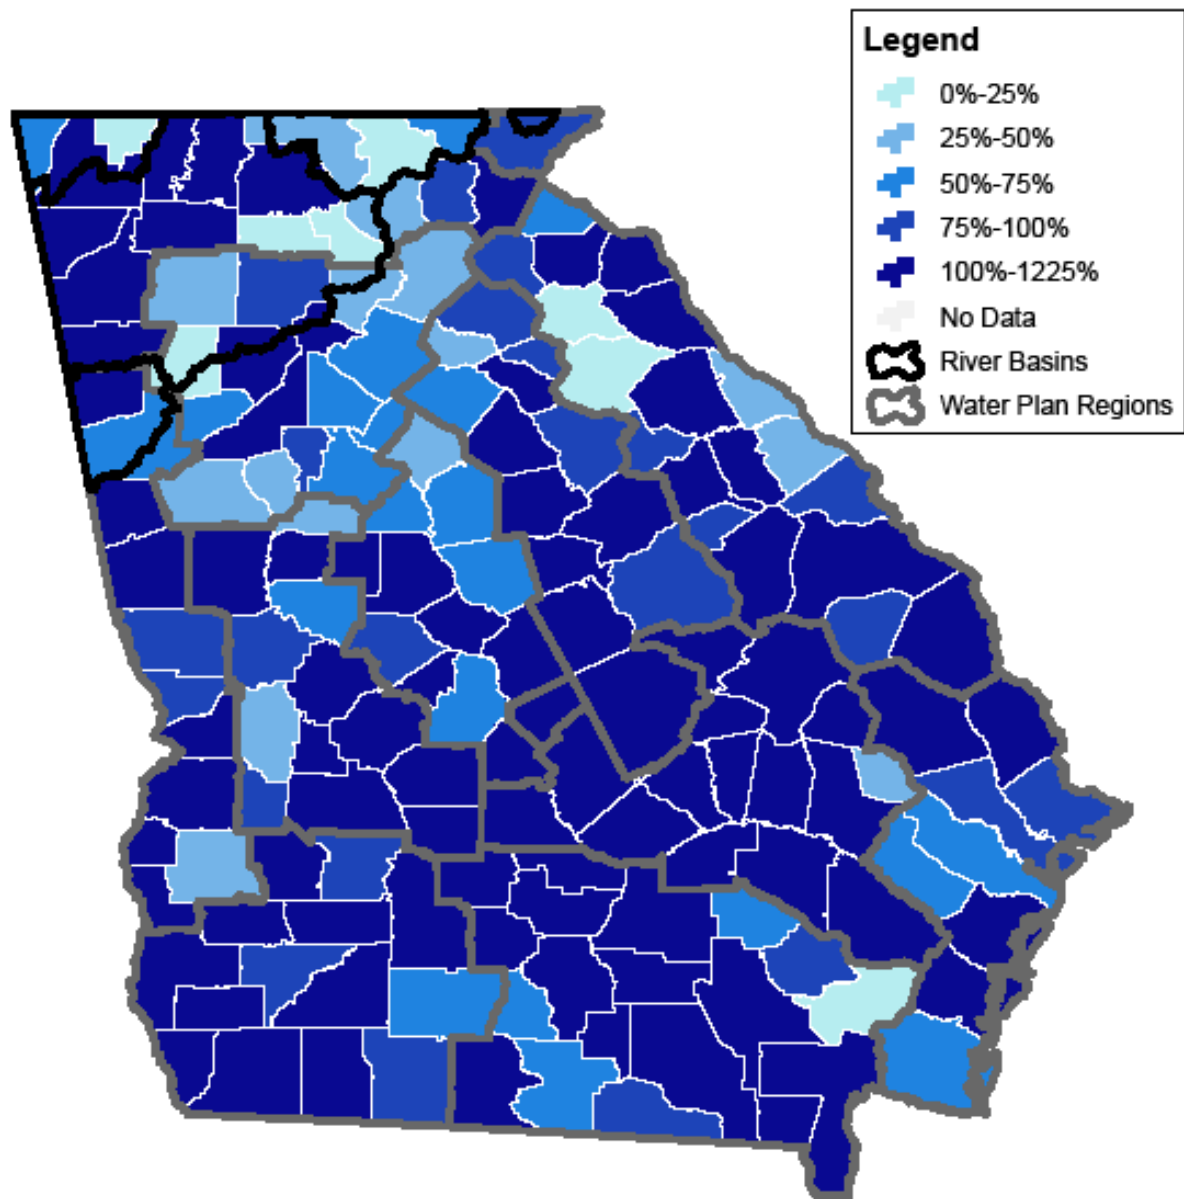 Legend
0%-25%
25%-50%
50%-75%
75%-100%
100%-1225%
No Data
River Basins
Water Plan Regions